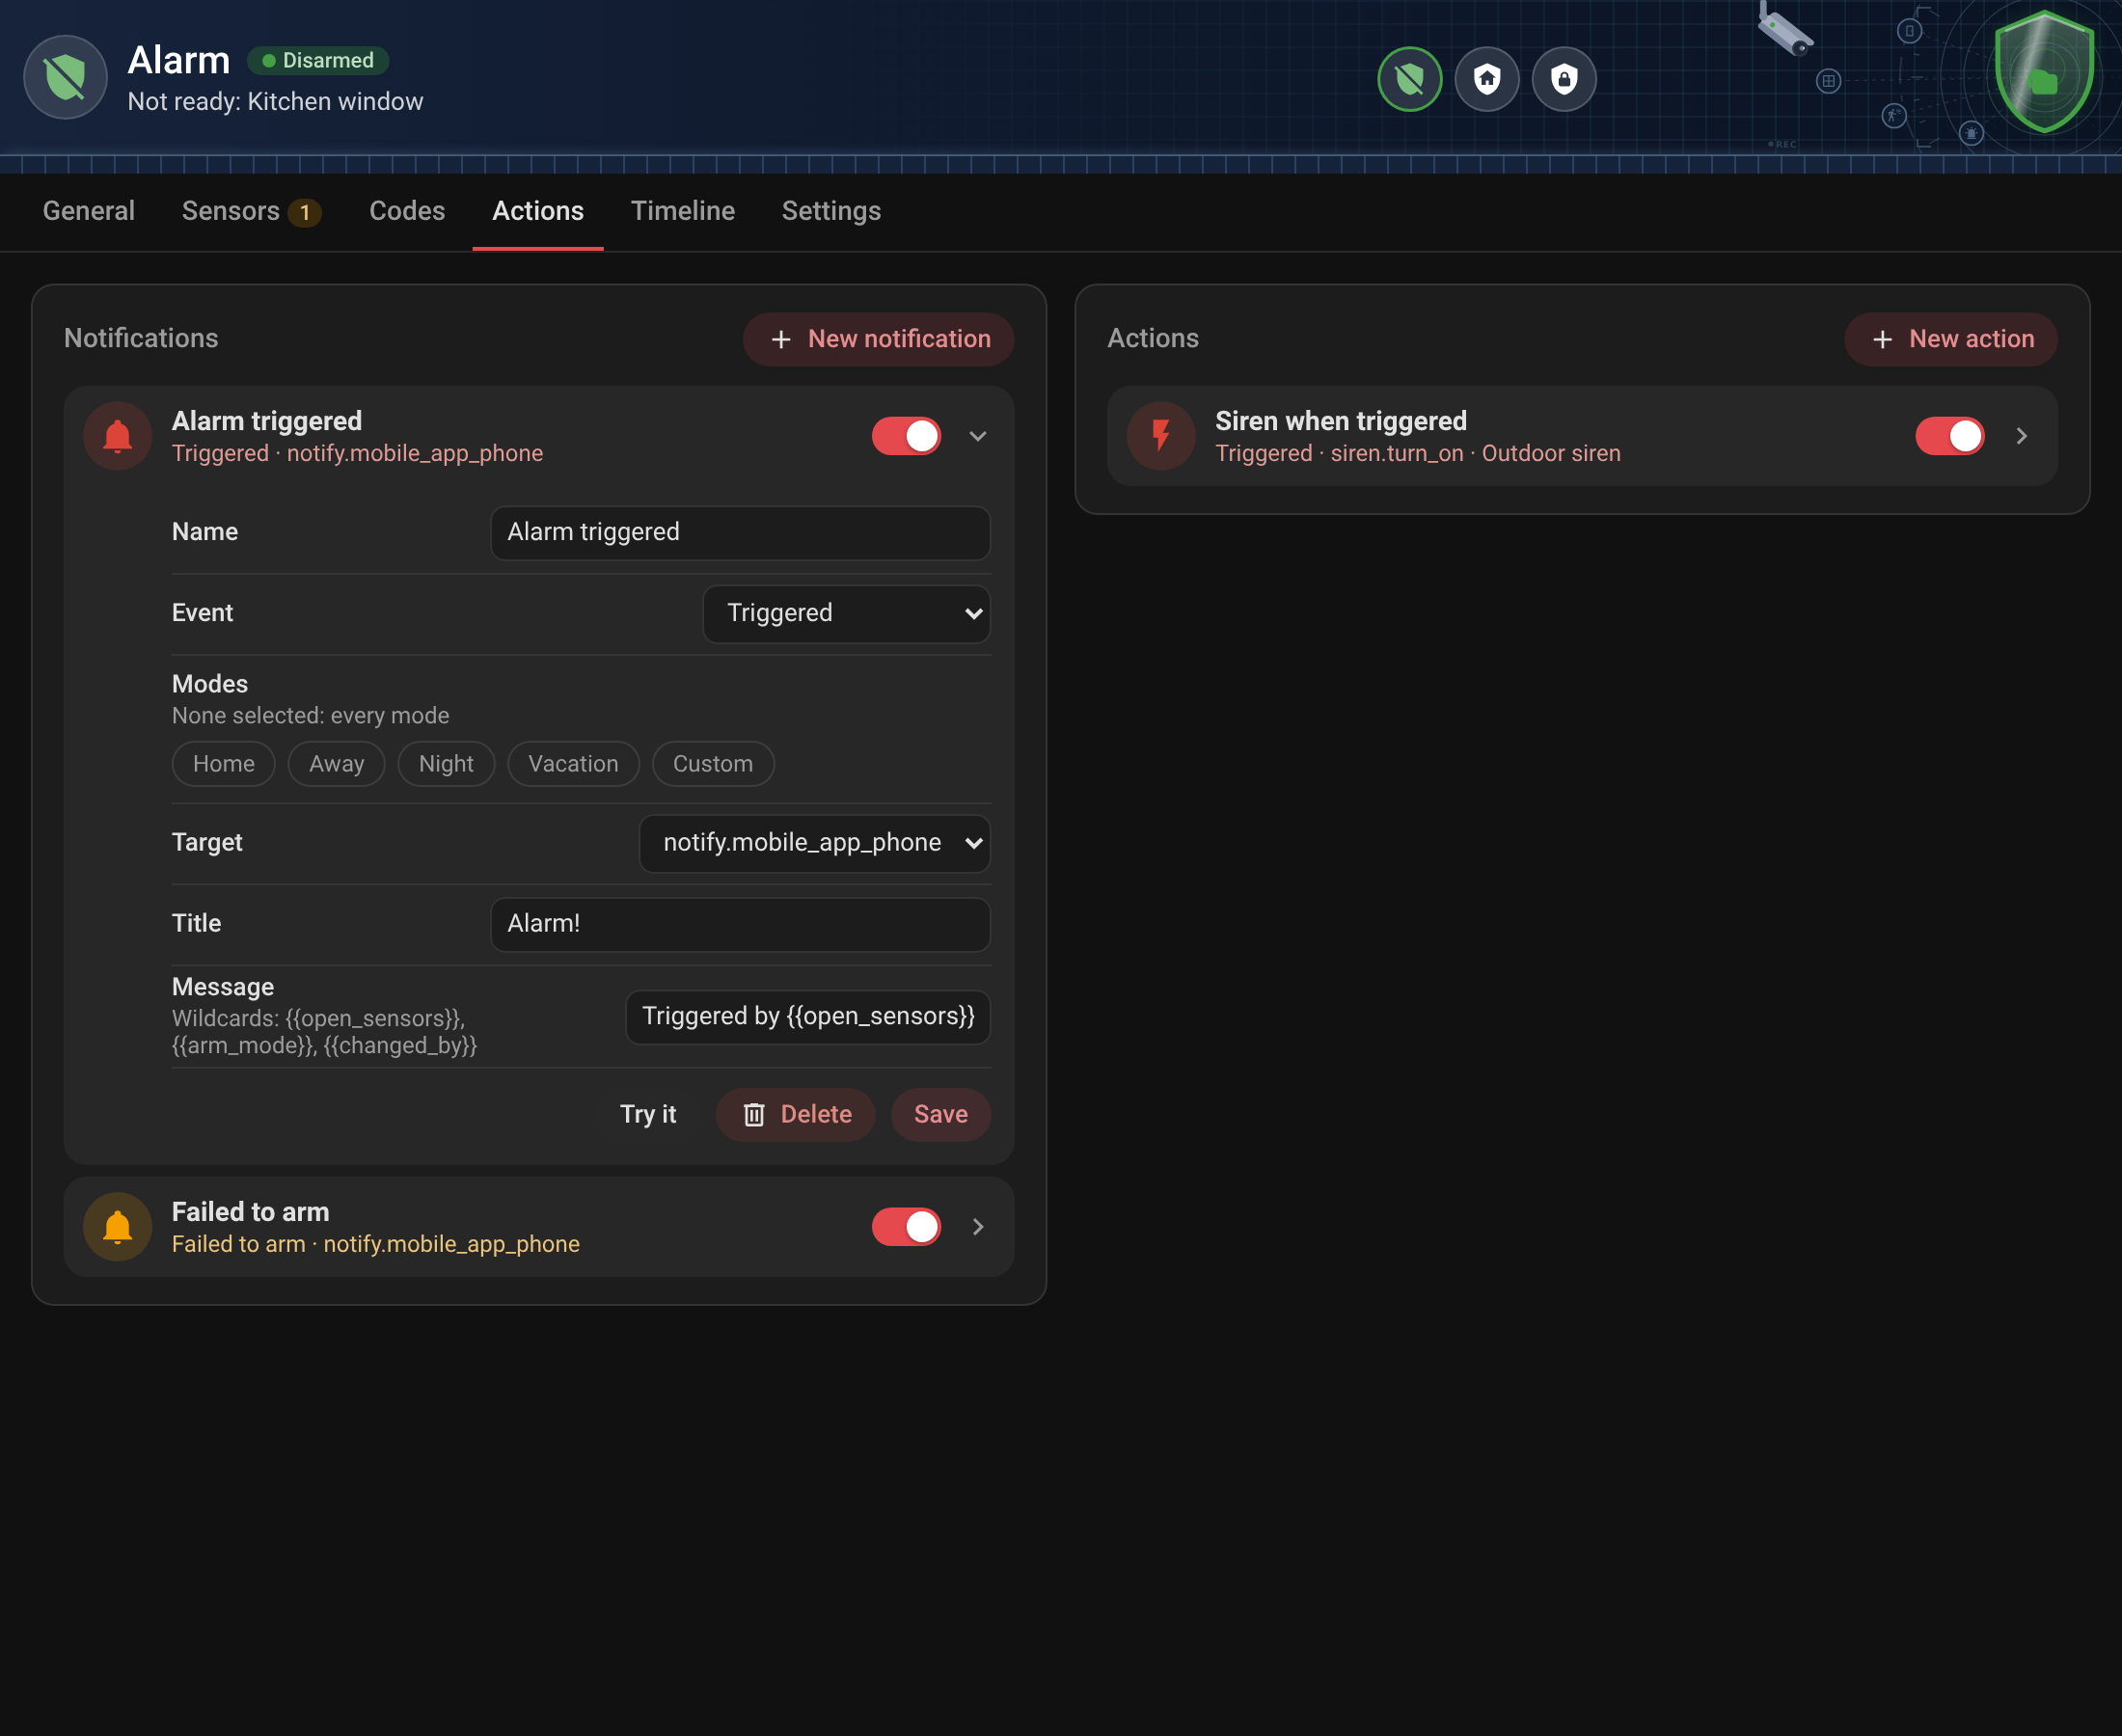 Alarm
Disarmed
Not ready: Kitchen window
REC
General
Sensors 1
Codes
Actions
Timeline
Settings
Notifications
New notification
Alarm triggered
Triggered · notify.mobile_app_phone
Name
Alarm triggered
Event
Triggered
Modes
None selected: every mode
Home
Away
Night
Vacation
Custom
Target
notify.mobile_app_phone
Title
Alarm!
Message
Wildcards: {{open_sensors}},
{{arm_mode}}, {{changed_by}}
Triggered by {{open_sensors}}
Try it
Delete
Save
Failed to arm
Failed to arm · notify.mobile_app_phone
Actions
New action
Siren when triggered
Triggered · siren.turn_on · Outdoor siren